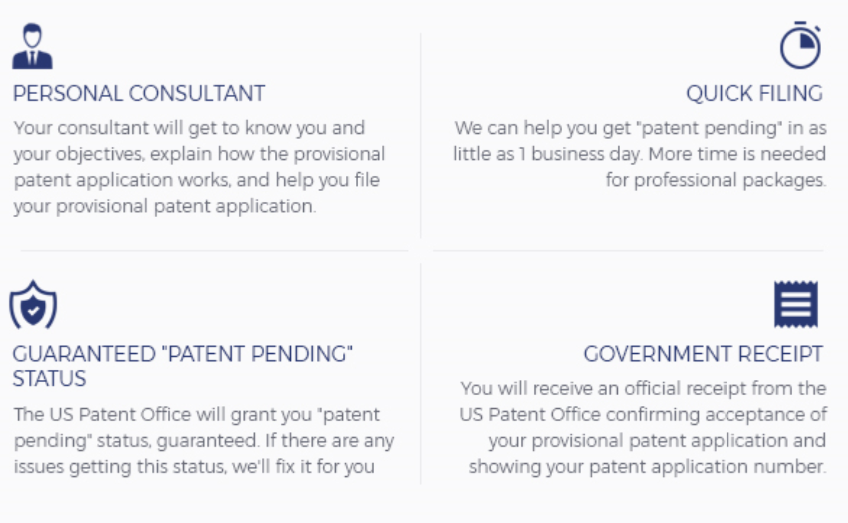 PERSONAL CONSULTANT
Your consultant will get to know you and
your objectives, explain how the provisional
patent application works, and help you file
your provisional patent application.
QUICK FILING
We can help you get "patent pending" in as
little as 1 business day. More time is needed
for professional packages.
GUARANTEED "PATENT PENDING"
STATUS
The US Patent Office will grant you "patent
pending" status, guaranteed. If there are any
issues getting this status, we'll fix it for you
GOVERNMENT RECEIPT
You will receive an official receipt from the
US Patent Office confirming acceptance of
your provisional patent application and
showing your patent application number.